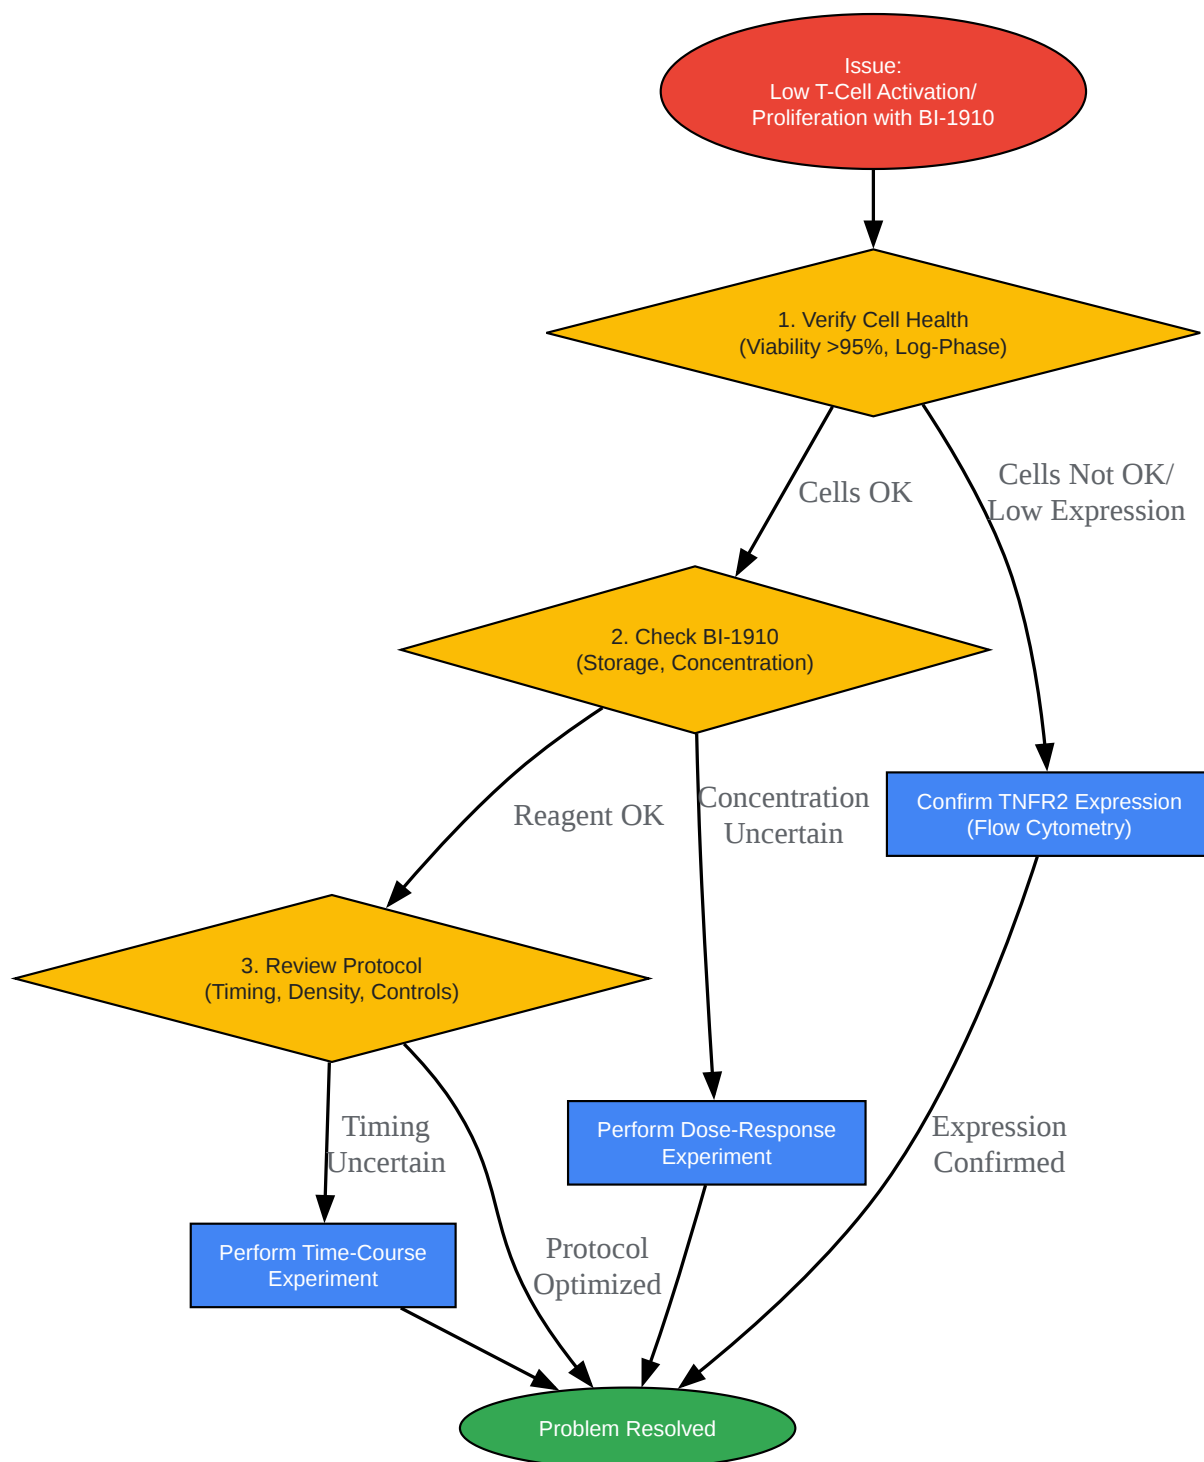 Issue:
Low T-Cell Activation/
Proliferation with BI-1910
1. Verify Cell Health
(Viability >95%, Log-Phase)
Cells OK
Cells Not OK/
Low Expression
2. Check BI-1910
(Storage, Concentration)
Reagent OK
Concentration
Uncertain
Confirm TNFR2 Expression
(Flow Cytometry)
3. Review Protocol
(Timing, Density, Controls)
Timing
Uncertain
Perform Dose-Response
Experiment
Expression
Confirmed
Perform Time-Course
Experiment
Protocol
Optimized
Problem Resolved